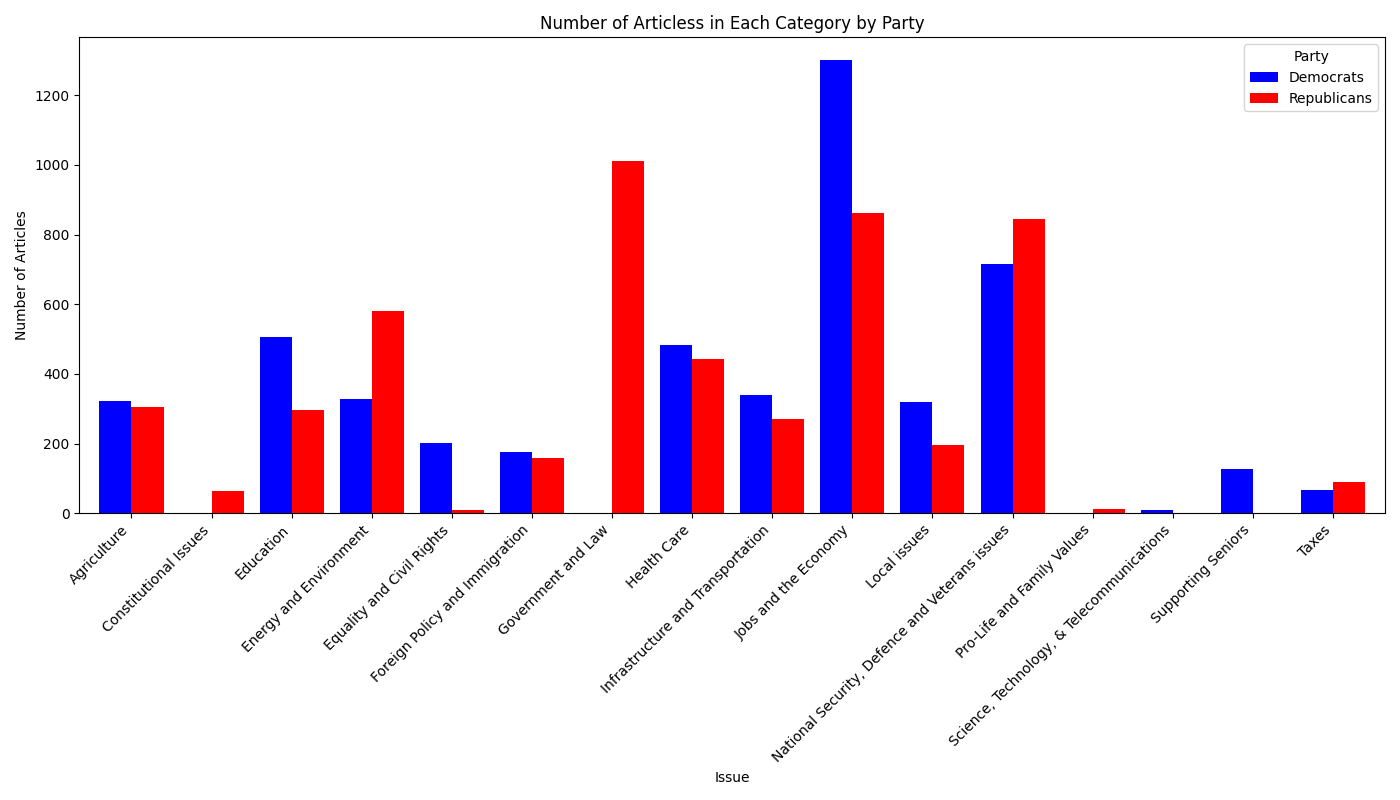 Number of Articless in Each Category by Party
Party
Democrats
Republicans
Number of Articles
1200
1000
800
600
400
200
0
Agriculture
Constitutional Issues
Education
Energy and Environment
Equality and Civil Rights
Foreign Policy and Immigration
Government and Law
Health Care
Infrastructure and Transportation
Jobs and the Economy
Local issues
National Security, Defence and Veterans issues
Pro-Life and Family Values
Science, Technology, & Telecommunications
Supporting Seniors
Taxes
Issue